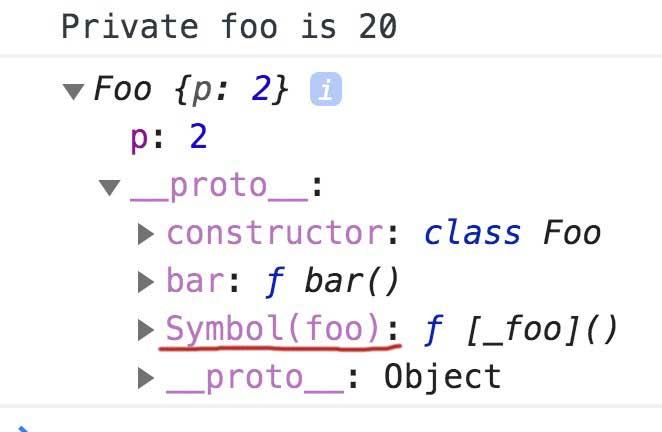 Private foo is 20
Foo {p: 2} i
p: 2
__proto__:
constructor: class Foo
bar: ƒ bar()
Symbol(foo): ƒ [_foo]()
__proto__: Object